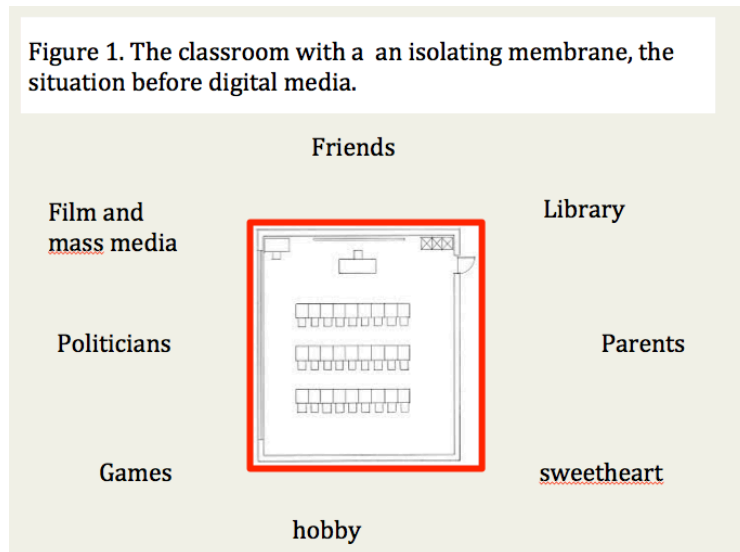 Figure 1. The classroom with a an isolating membrane, the
situation before digital media.
Friends
Film and
mass media
Library
Politicians
Parents
Games
sweetheart
hobby